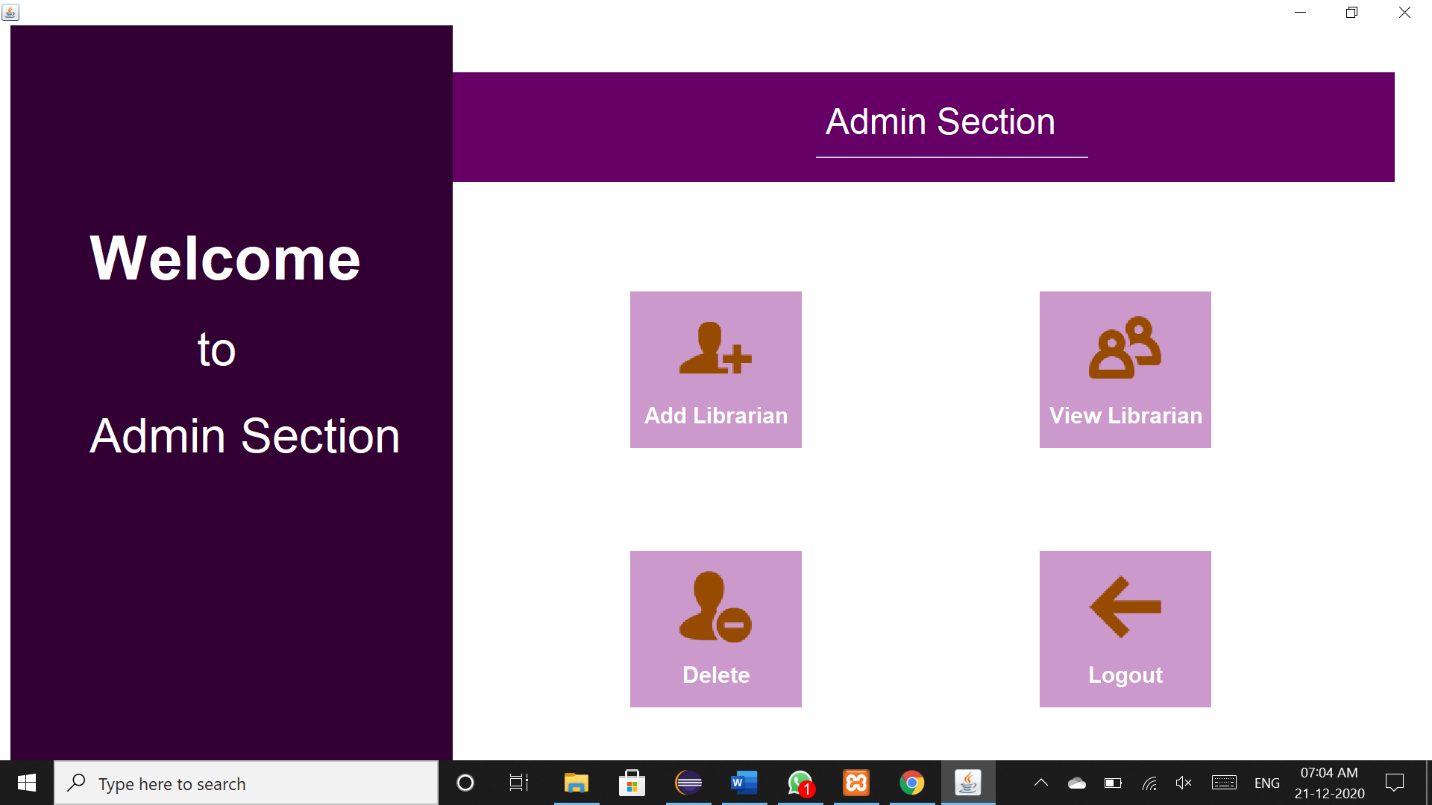 Admin Section
Welcome
to
Admin Section
Add Librarian
View Librarian
Delete
Logout
Type here to search
1
ENG
07:04 AM
21-12-2020